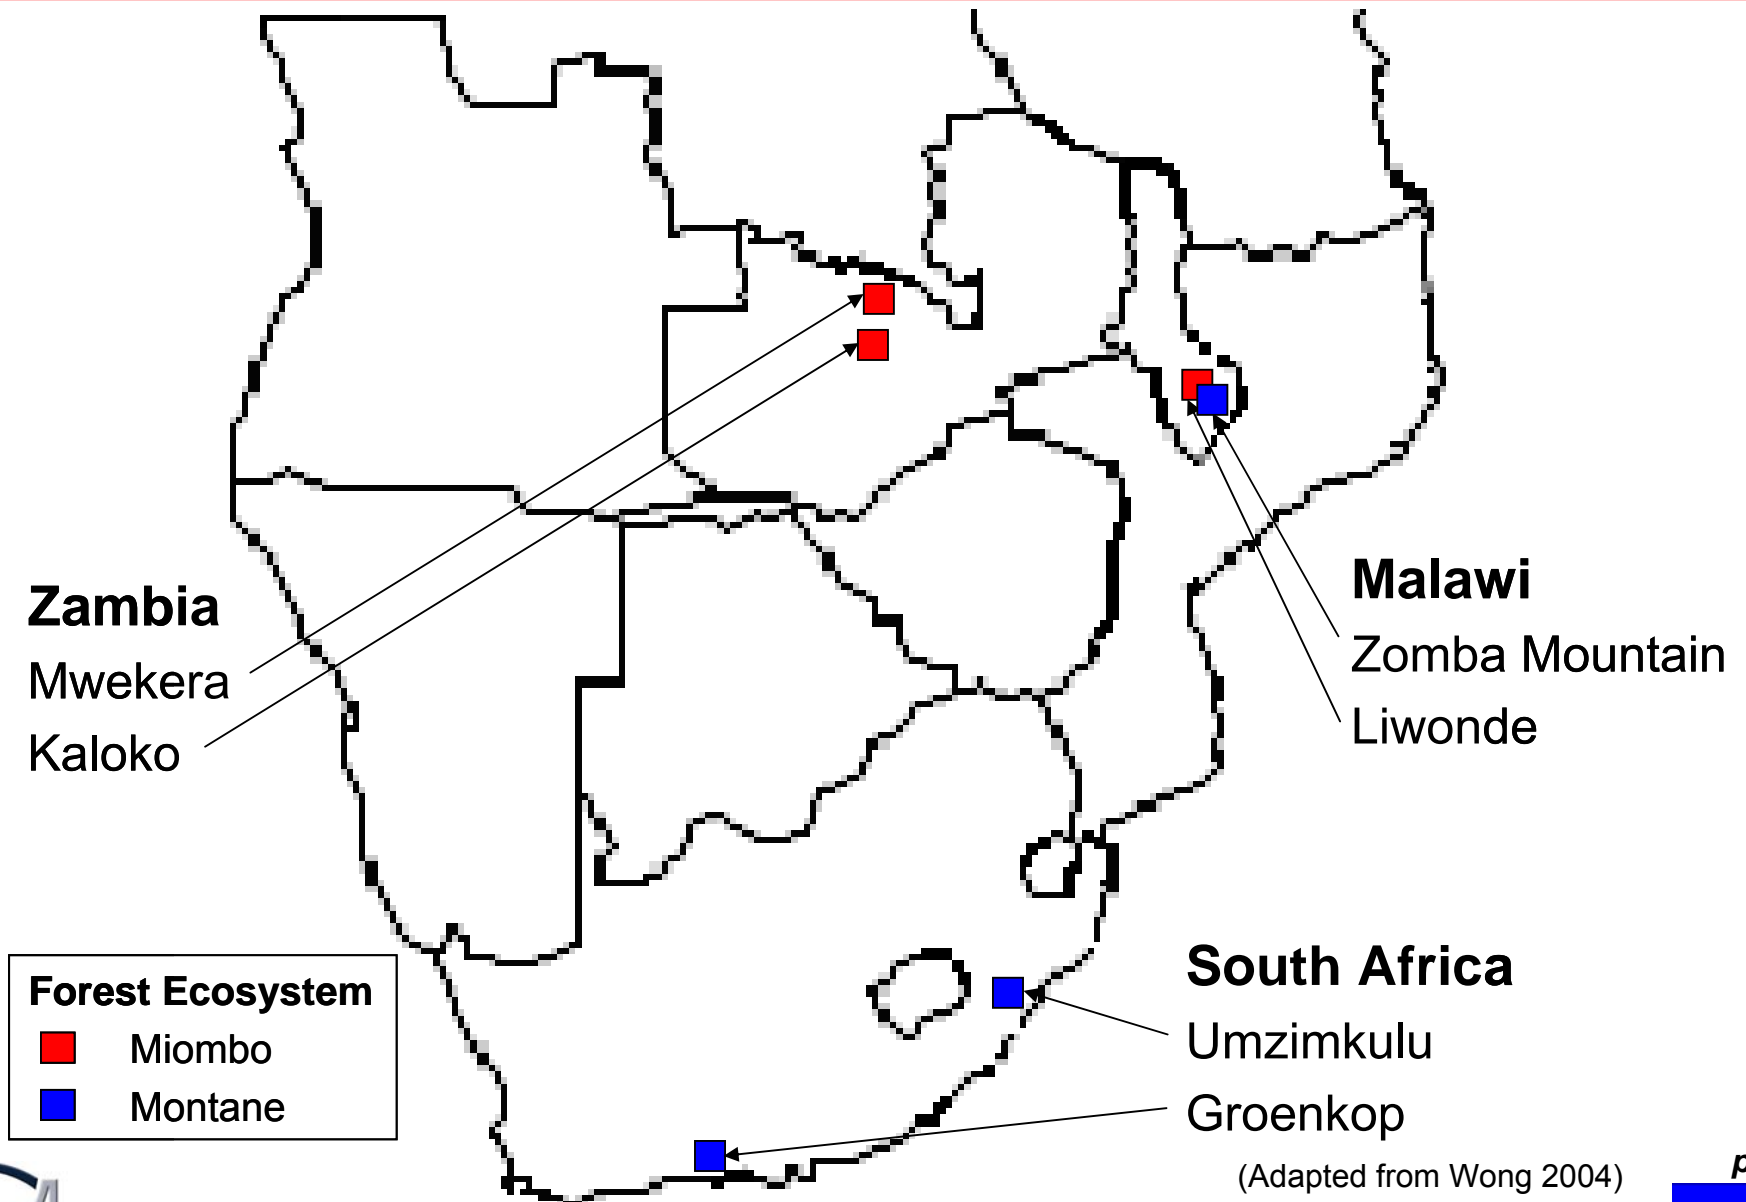 Zambia
Mwekera
Kaloko
Malawi
Zomba Mountain
Liwonde
South Africa
Umzimkulu
Groenkop
Forest Ecosystem
Miombo
Montane
(Adapted from Wong 2004)